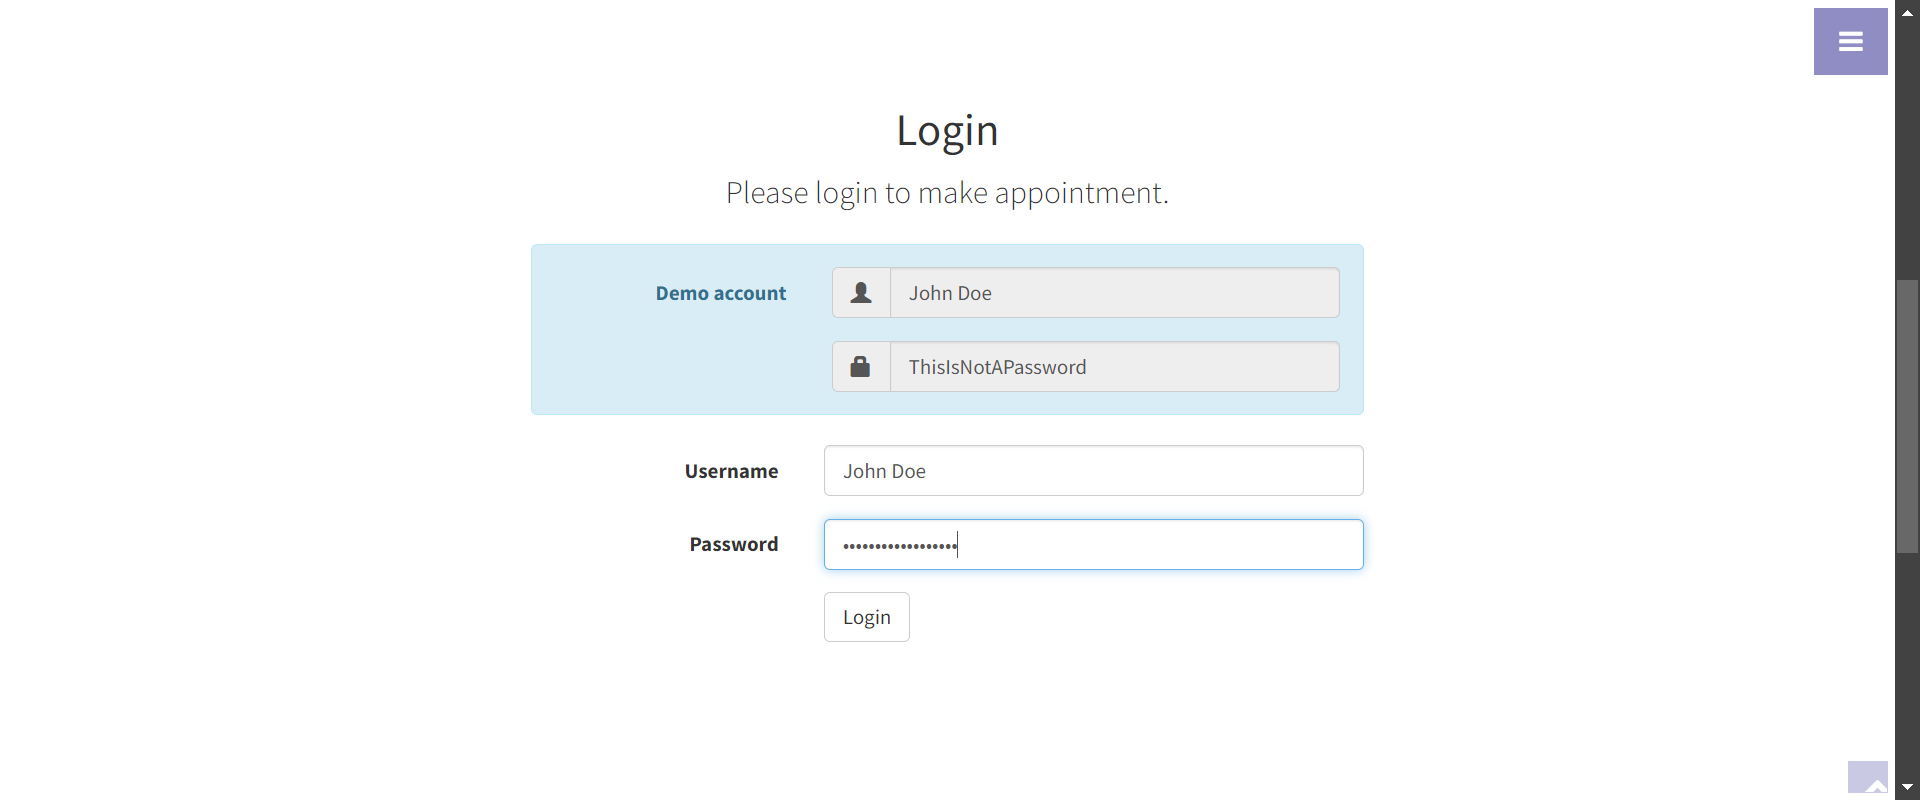 Login
Please login to make appointment.
Demo account
John Doe
ThisIsNotAPassword
Username
John Doe
Password
••••••••••••••••••
Login